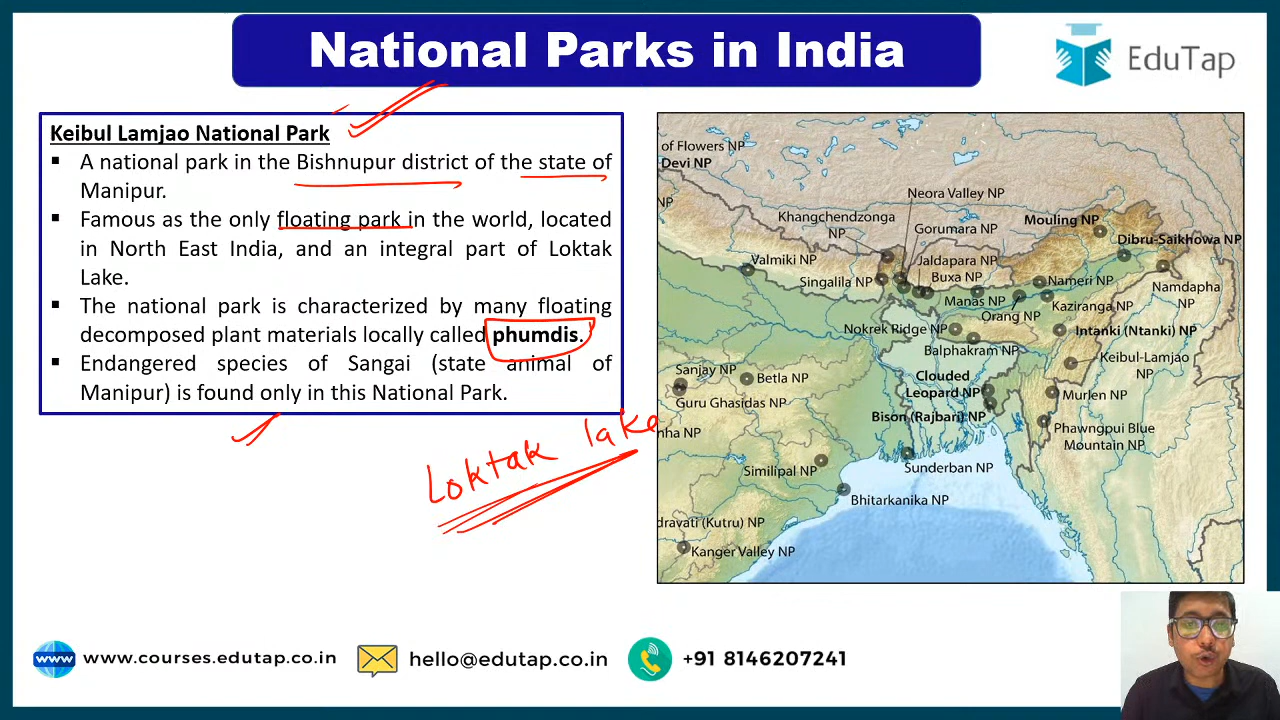 National Parks in India
EduTap
Keibul Lamjao National Park
▪ A national park in the Bishnupur district of the state of
Manipur.
▪ Famous as the only floating park in the world, located
in North East India, and an integral part of Loktak
Lake.
▪ The national park is characterized by many floating
decomposed plant materials locally called phumdis.
▪ Endangered species of Sangai (state animal of
Manipur) is found only in this National Park.
Loktak lake
of Flowers NP
Devi NP
NP
Neora Valley NP
Khangchendzonga
NP
Gorumara NP
Mouling NP
Dibru-Saikhowa NP
Valmiki NP
Jaldapara NP
Singalila NP
Buxa NP
Nameri NP
Namdapha
NP
Manas NP
Kaziranga NP
Orang NP
Nokrek Ridge NP
Intanki (Ntanki) NP
Balphakram NP
Keibul-Lamjao
NP
Sanjay NP
Betla NP
Clouded
Leopard NP
Guru Ghasidas NP
Murlen NP
Bison (Rajbari) NP
nha NP
Phawngpui Blue
Mountain NP
Similipal NP
Sunderban NP
Bhitarkanika NP
dravati (Kutru) NP
Kanger Valley NP
www
www.courses.edutap.co.in
hello@edutap.co.in
+91 8146207241